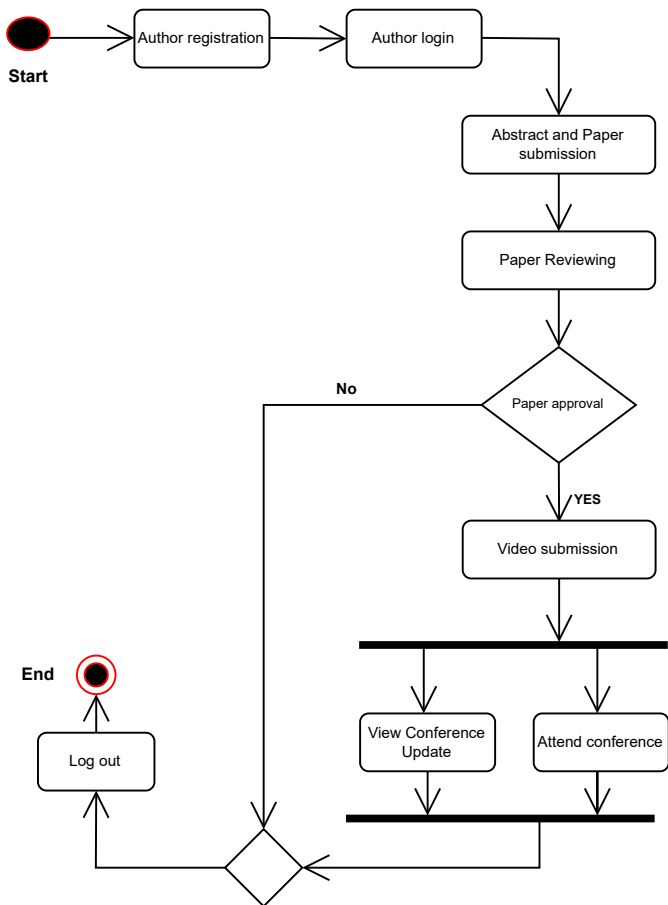 Author registration
Author login
Start
Abstract and Paper
submission
Paper Reviewing
No
Paper approval
YES
Video submission
End
View Conference
Update
Attend conference
Log out